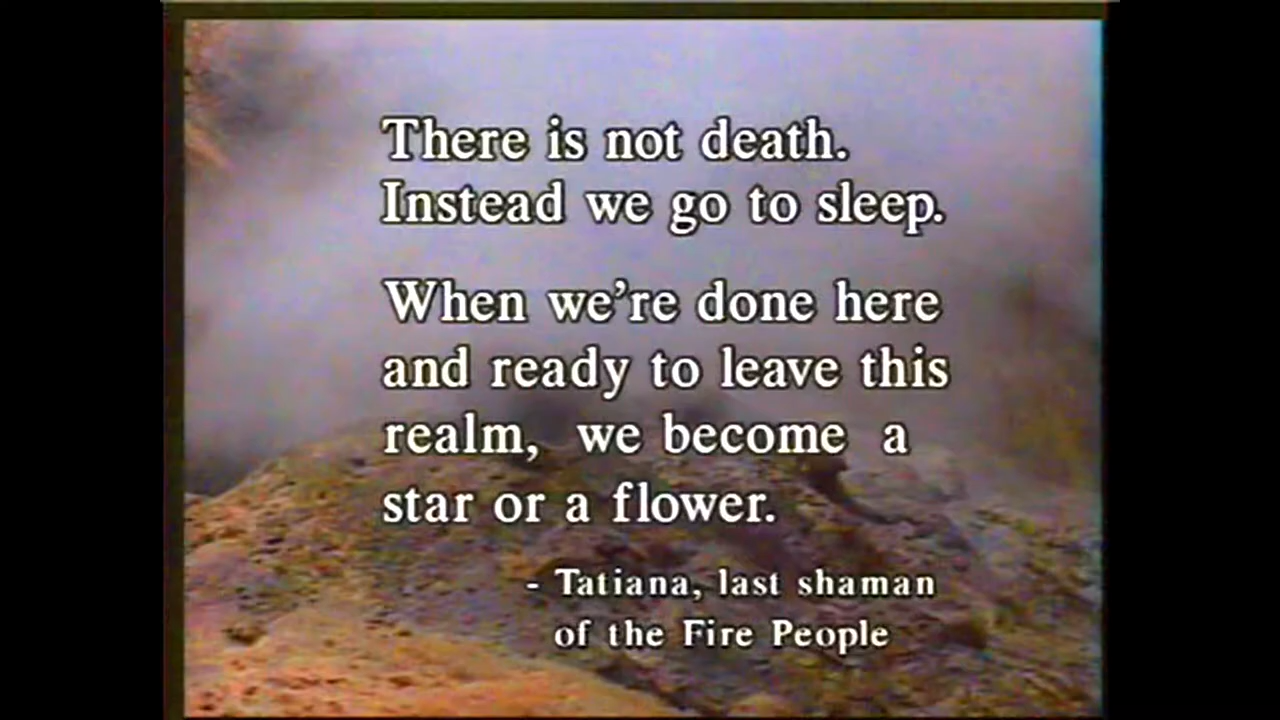 There is not death.
Instead we go to sleep.
When we're done here
and ready to leave this
realm, we become a
star or a flower.
- Tatiana, last shaman
of the Fire People